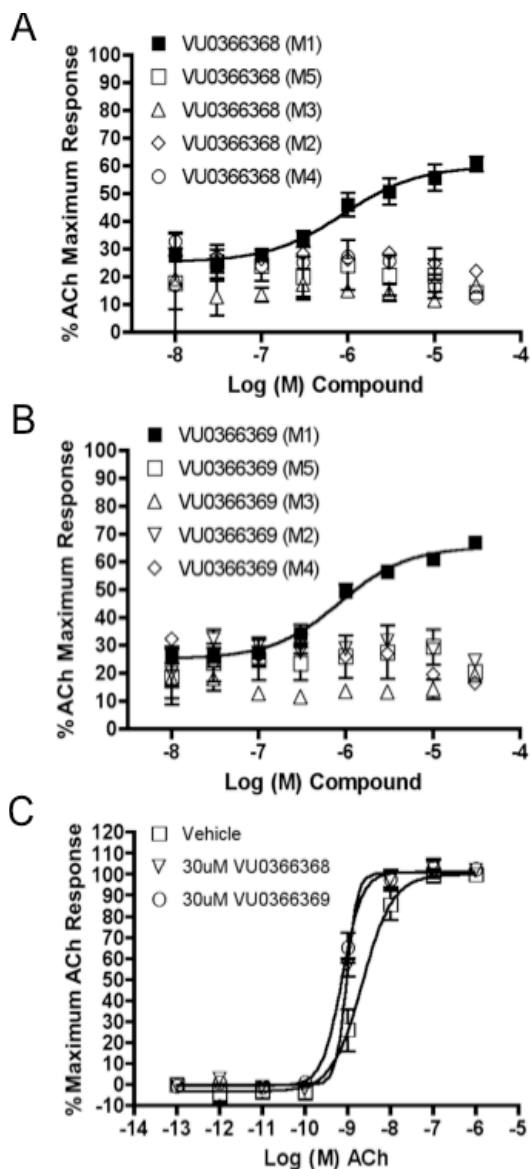 A
VU0366368 (M1)
VU0366368 (M5)
VU0366368 (M3)
VU0366368 (M2)
VU0366368 (M4)
% ACh Maximum Response
100
90
80
70
60
50
40
30
20
10
0
-8 -7 -6 -5 -4
Log (M) Compound
B
VU0366369 (M1)
VU0366369 (M5)
VU0366369 (M3)
VU0366369 (M2)
VU0366369 (M4)
% ACh Maximum Response
100
90
80
70
60
50
40
30
20
10
0
-8 -7 -6 -5 -4
Log (M) Compound
C
Vehicle
30uM VU0366368
30uM VU0366369
% Maximum ACh Response
120
110
100
90
80
70
60
50
40
30
20
10
0
-10
-14 -13 -12 -11 -10 -9 -8 -7 -6 -5
Log (M) ACh